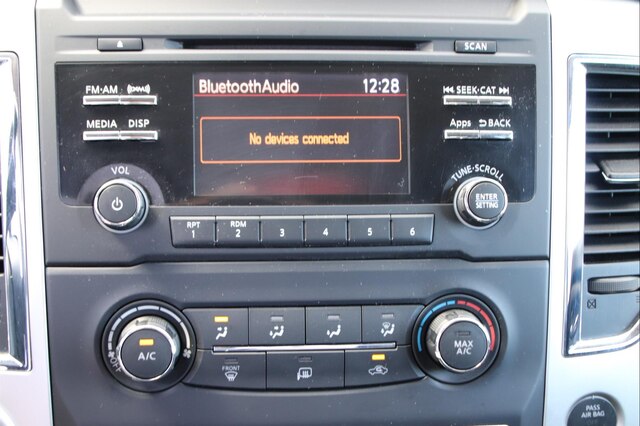 SCAN
FM·AM
SEEK·CAT
BluetoothAudio 12:28
MEDIA DISP
Apps BACK
No devices connected
VOL
TUNE·SCROLL
ENTER
SETTING
RPT
1
RDM
2
3
4
5
6
A/C
MAX
A/C
FRONT
PASS
AIR BAG